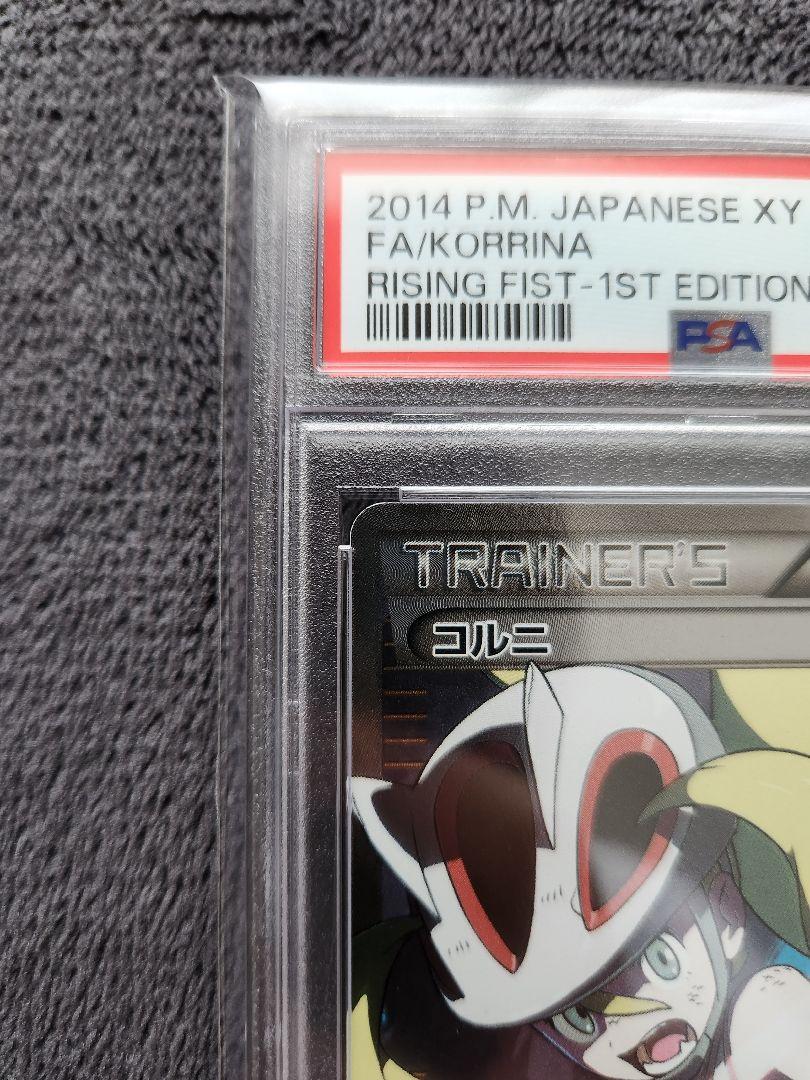 2014 P.M. JAPANESE XY
FA/KORRINA
RISING FIST-1ST EDITION
PSA
TRAINER'S
コルニ